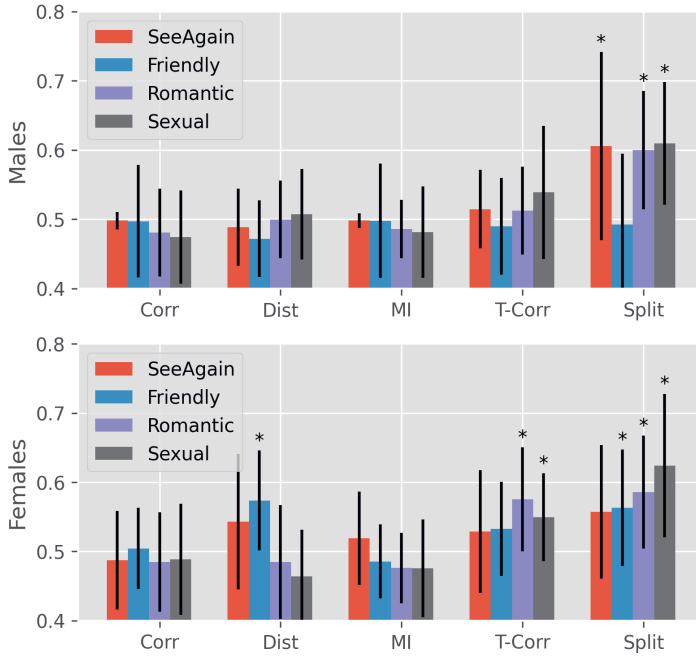 0.8
0.7
0.6
0.5
0.4
Males
SeeAgain
Friendly
Romantic
Sexual
* * *
Corr Dist MI T-Corr Split
0.8
0.7
0.6
0.5
0.4
Females
SeeAgain
Friendly
Romantic
Sexual
* * * * * *
Corr Dist MI T-Corr Split